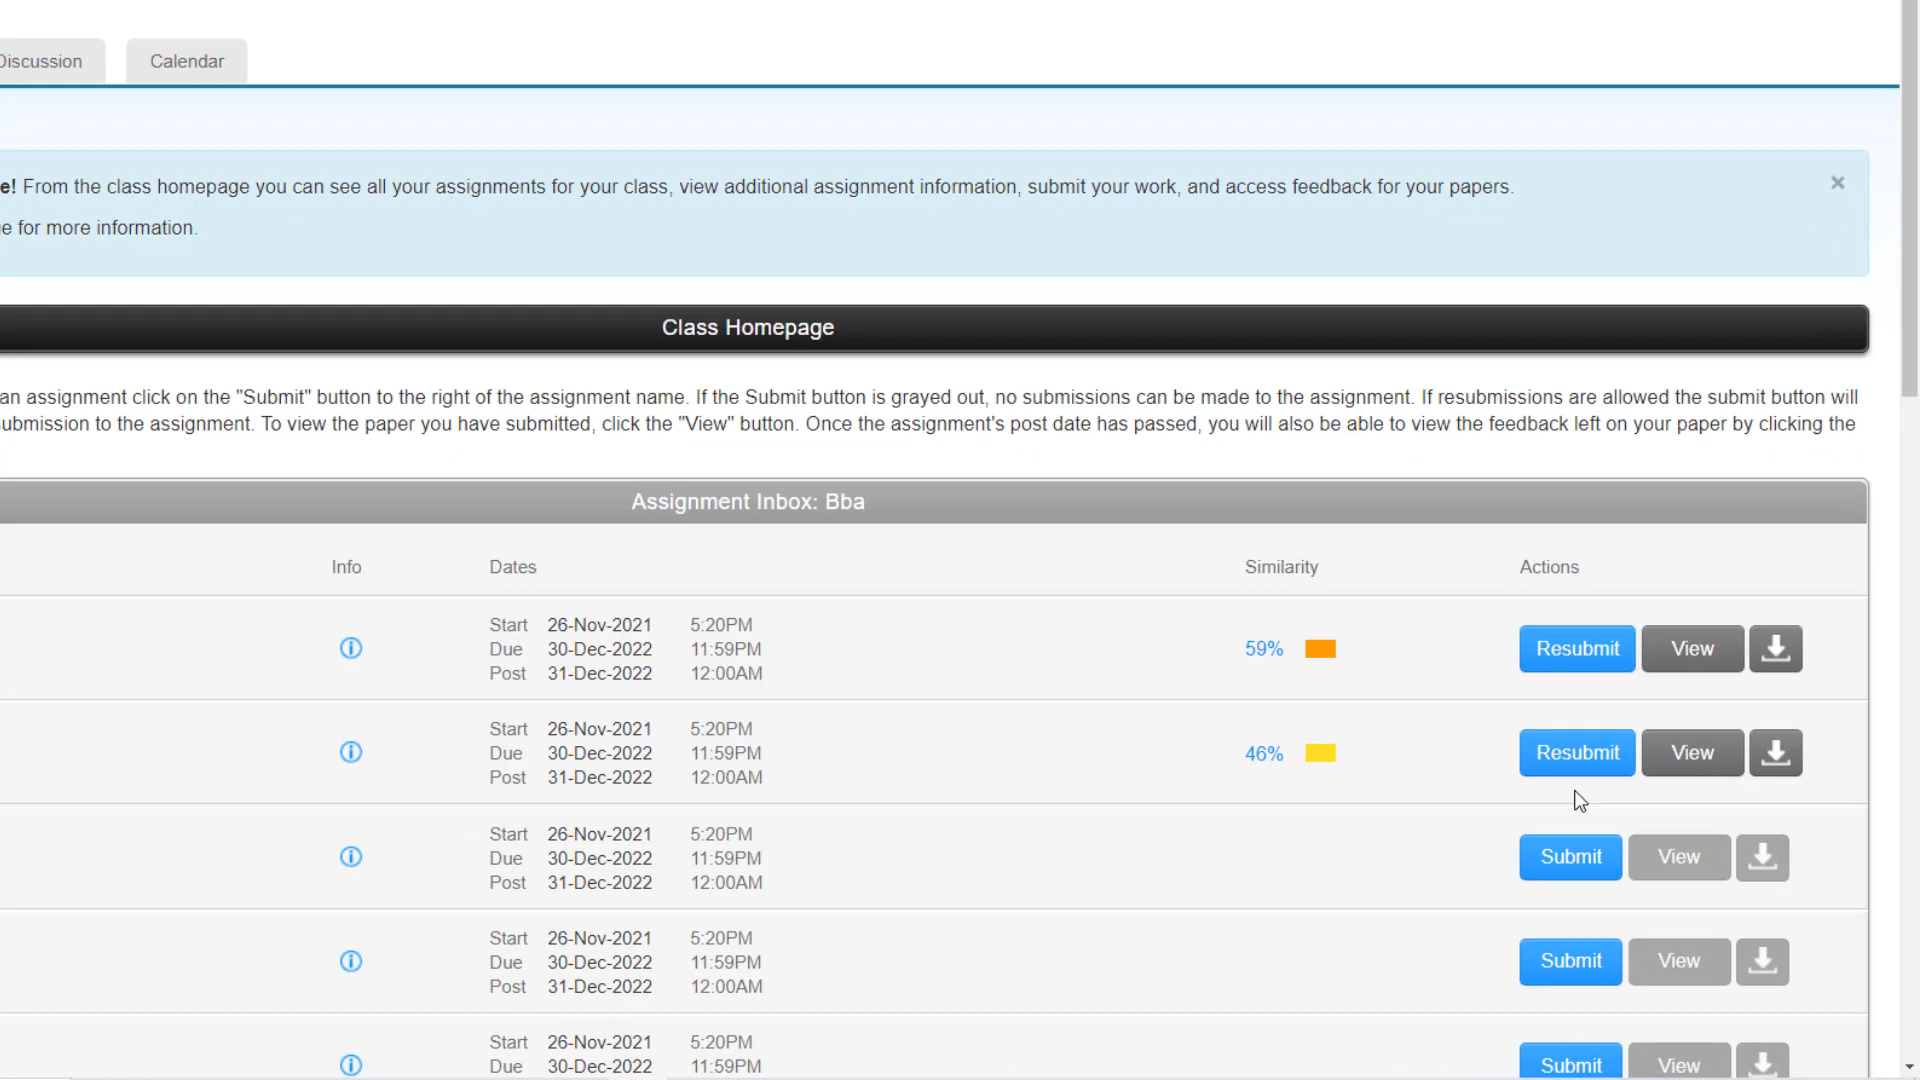 Discussion
Calendar
e! From the class homepage you can see all your assignments for your class, view additional assignment information, submit your work, and access feedback for your papers.
e for more information.
×
Class Homepage
an assignment click on the "Submit" button to the right of the assignment name. If the Submit button is grayed out, no submissions can be made to the assignment. If resubmissions are allowed the submit button will
ubmission to the assignment. To view the paper you have submitted, click the "View" button. Once the assignment's post date has passed, you will also be able to view the feedback left on your paper by clicking the
Assignment Inbox: Bba
Info Dates Similarity Actions
Start 26-Nov-2021 5:20PM
Due 30-Dec-2022 11:59PM 59% Resubmit View
Post 31-Dec-2022 12:00AM
Start 26-Nov-2021 5:20PM
Due 30-Dec-2022 11:59PM 46% Resubmit View
Post 31-Dec-2022 12:00AM
Start 26-Nov-2021 5:20PM
Due 30-Dec-2022 11:59PM Submit View
Post 31-Dec-2022 12:00AM
Start 26-Nov-2021 5:20PM
Due 30-Dec-2022 11:59PM Submit View
Post 31-Dec-2022 12:00AM
Start 26-Nov-2021 5:20PM
Due 30-Dec-2022 11:59PM Submit View